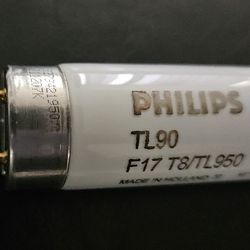 PHILIPS
TL90
F17 T8/TL950
MADE IN HOLLAND